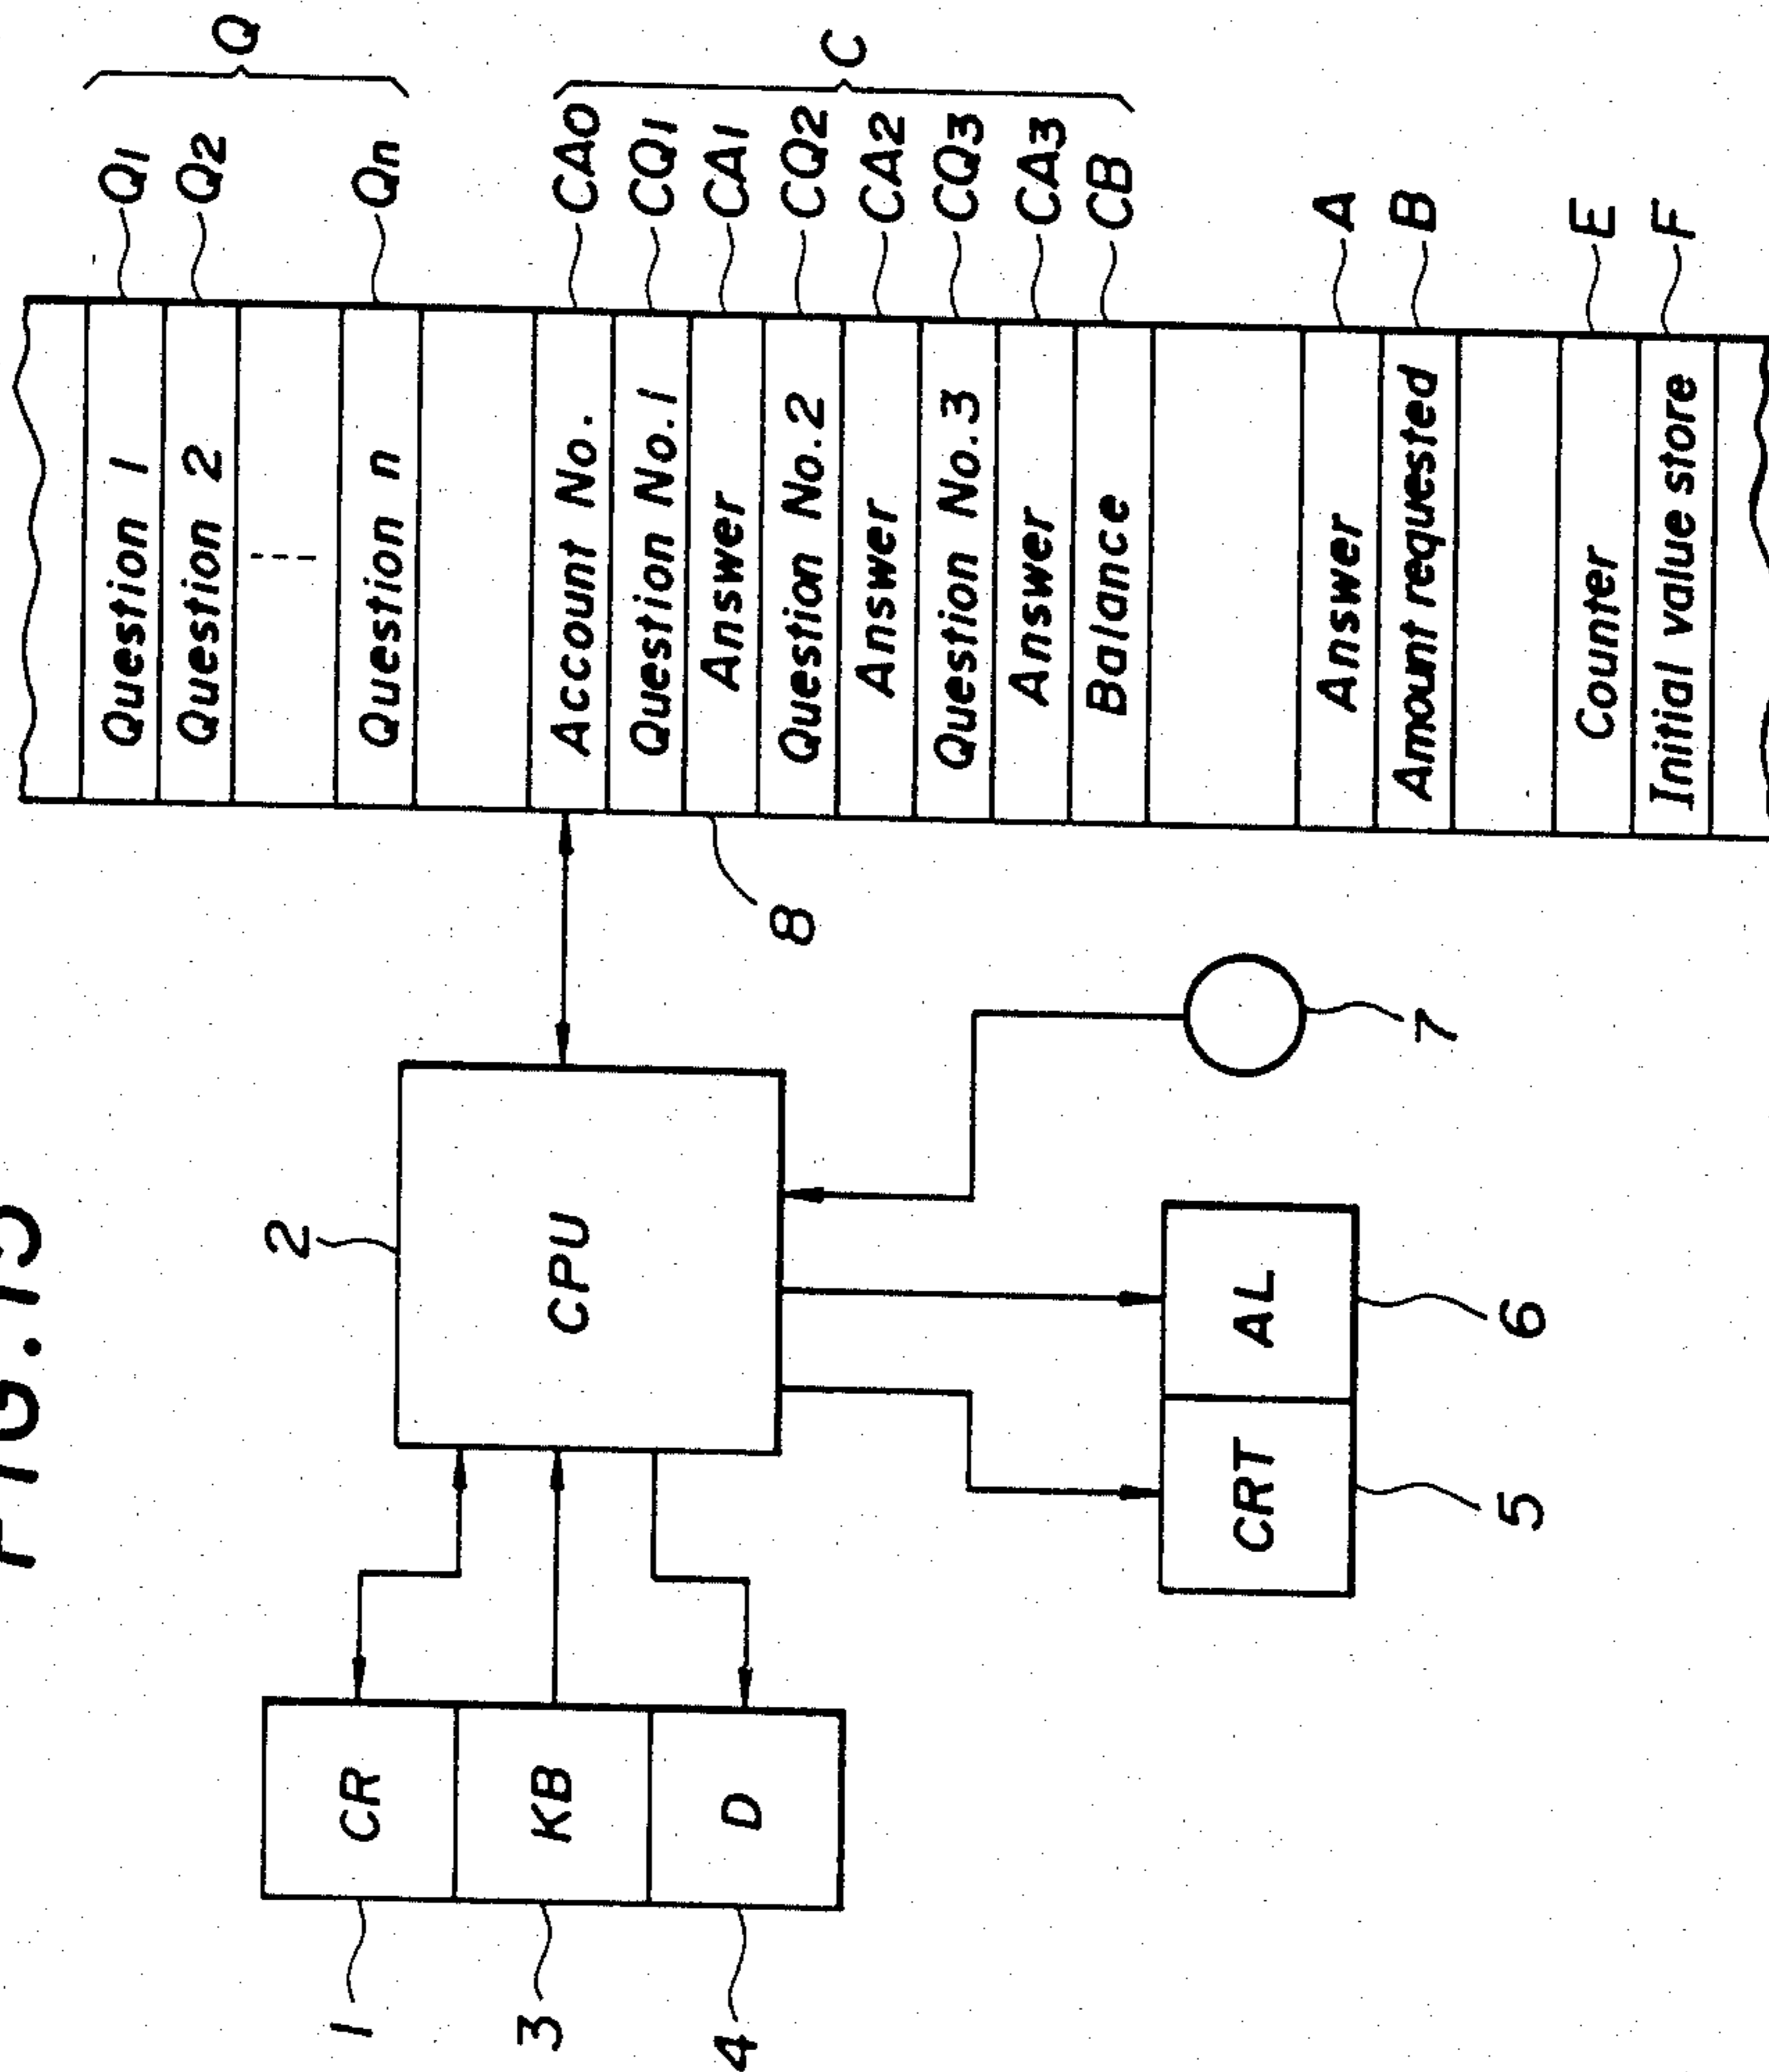 FIG.15
CR
KB
D
1
3
4
CPU
2
CRT
AL
5
6
7
8
Question 1
Question 2
Question n
Account No.
Question No.1
Answer
Question No.2
Answer
Question No.3
Answer
Balance
Answer
Amount requested
Counter
Initial value store
Q1
Q2
Qn
Q
CA0
CQ1
CA1
CQ2
CA2
CQ3
CA3
CB
C
A
B
E
F